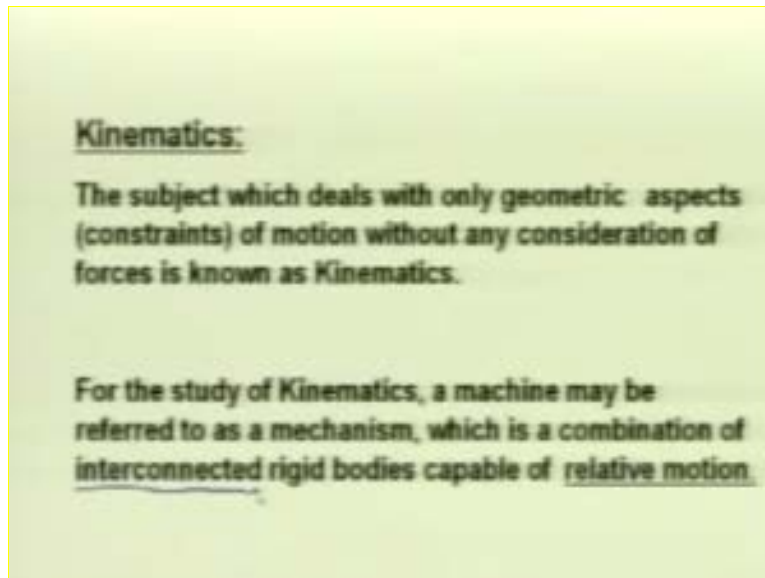 Kinematics:
The subject which deals with only geometric aspects
(constraints) of motion without any consideration of
forces is known as Kinematics.
For the study of Kinematics, a machine may be
referred to as a mechanism, which is a combination of
interconnected rigid bodies capable of relative motion.